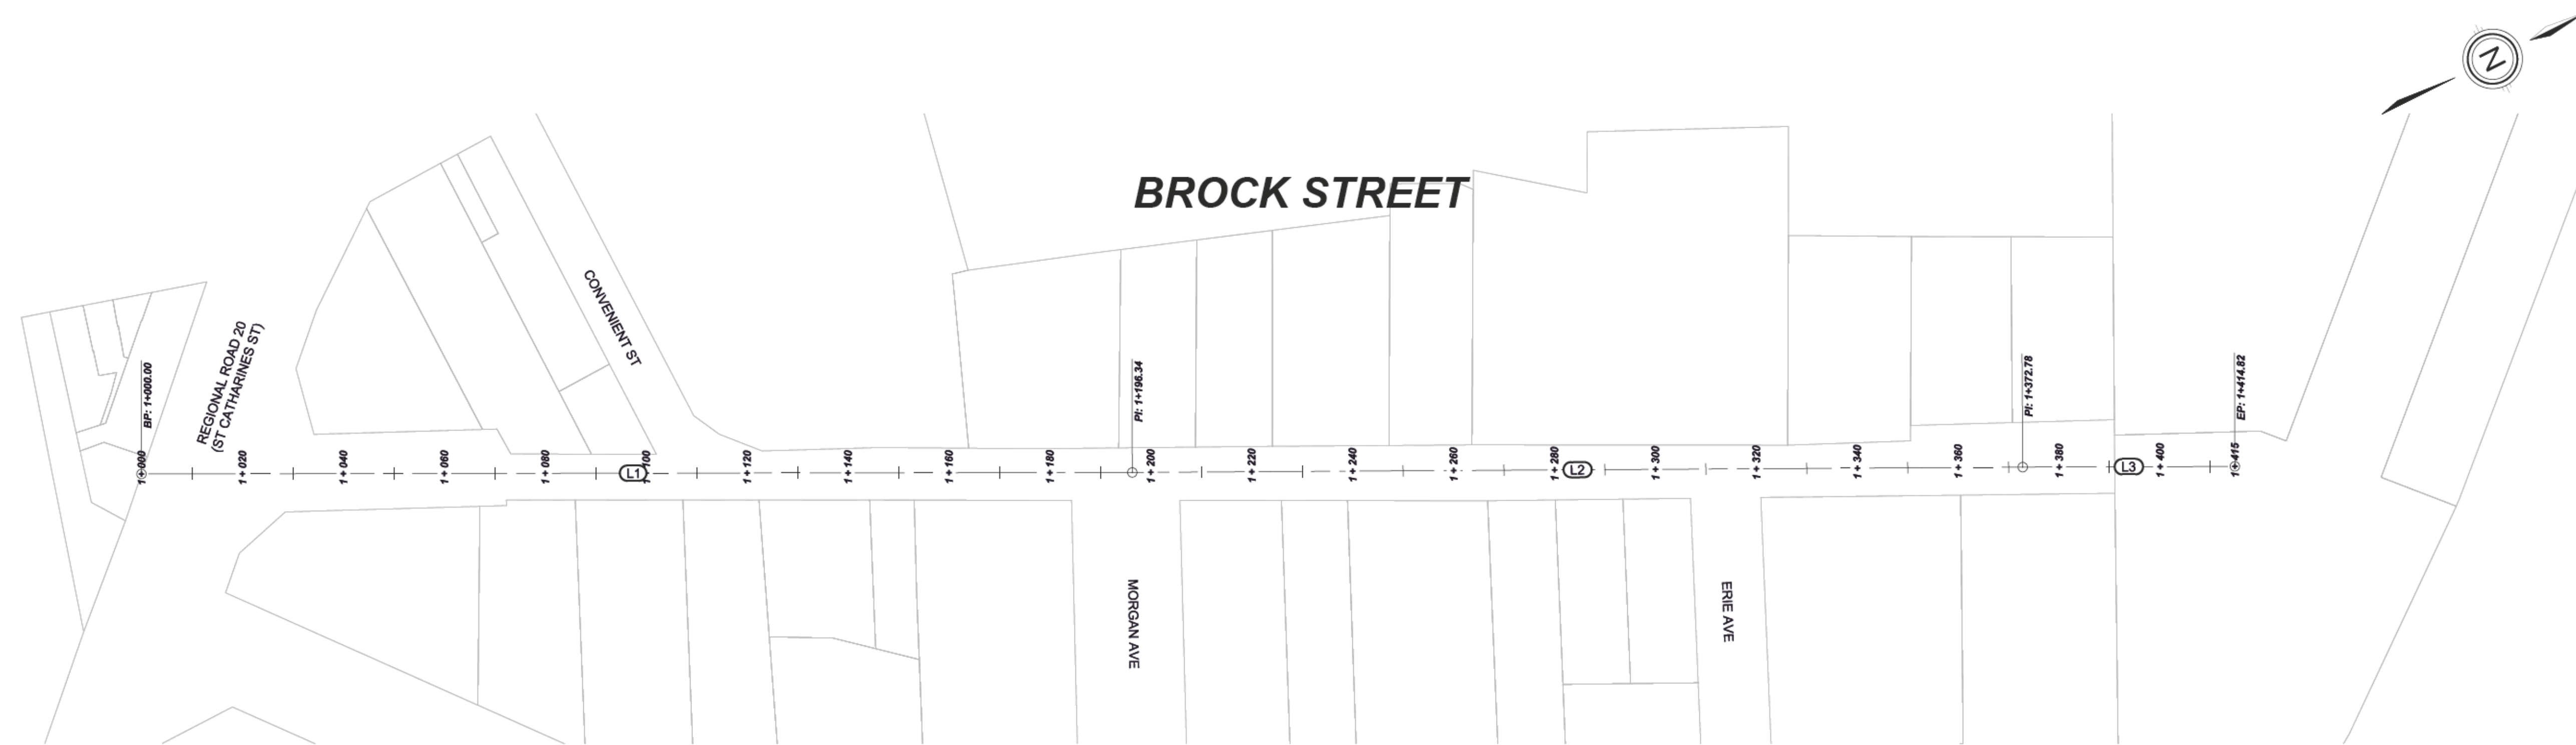 N
BROCK STREET
CONVENIENT ST
REGIONAL ROAD 20
(ST CATHARINES ST)
BP: 1+000.00
PI: 1+196.34
PI: 1+372.78
EP: 1+414.82
1+000
1+020
1+040
1+060
1+080
L1
1+100
1+120
1+140
1+160
1+180
1+200
1+220
1+240
1+260
1+280
L2
1+300
1+320
1+340
1+360
1+380
L3
1+400
1+415
MORGAN AVE
ERIE AVE